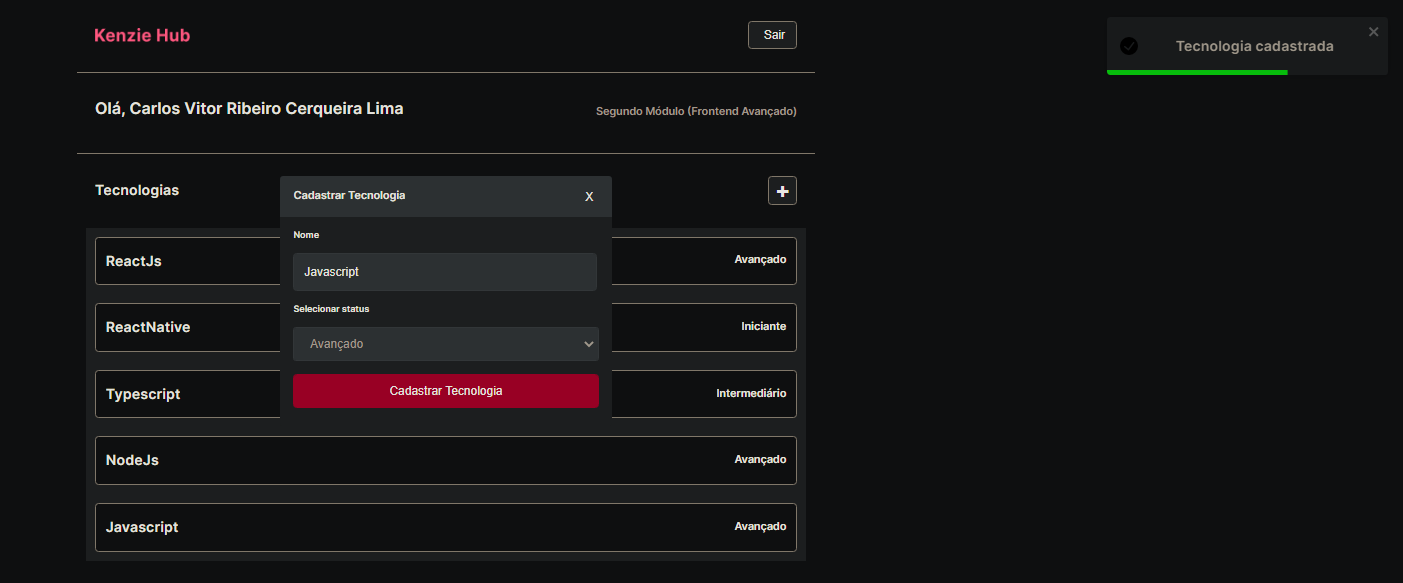 Kenzie Hub
Sair
Tecnologia cadastrada
Olá, Carlos Vitor Ribeiro Cerqueira Lima
Segundo Módulo (Frontend Avançado)
Tecnologias
Cadastrar Tecnologia
X
Nome
Javascript
Selecionar status
Avançado
Cadastrar Tecnologia
ReactJs
Avançado
ReactNative
Iniciante
Typescript
Intermediário
NodeJs
Avançado
Javascript
Avançado